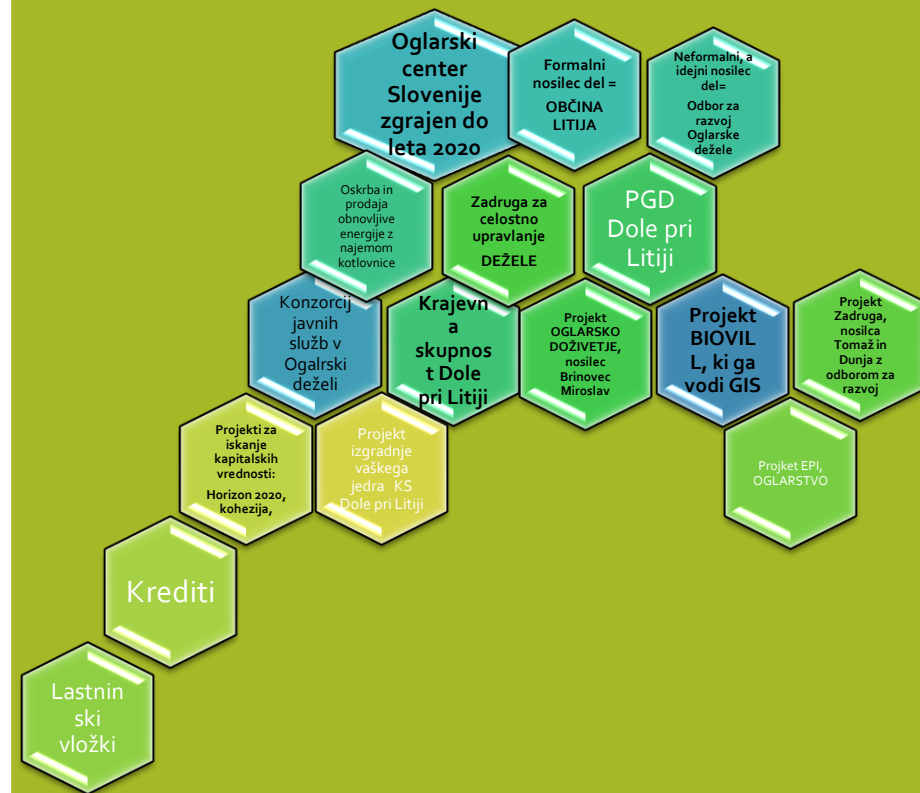 Oglarski
center
Slovenije
zgrajen do
leta 2020
Formalni
nosilec del =
OBČINA
LITIJA
Neformalni, a
idejni nosilec
del=
Odbor za
razvoj
Oglarske
dežele
Oskrba in
prodaja
obnovljive
energije z
najemom
kotlovnice
Zadruga za
celostno
upravljanje
DEŽELE
PGD
Dole pri
Litiji
Konzorcij
javnih
služb v
Ogalrski
deželi
Krajevn
a
skupnos
t Dole
pri Litiji
Projekt
OGLARSKO
DOŽIVETJE,
nosilec
Brinovec
Miroslav
Projekt
BIOVIL
L, ki ga
vodi GIS
Projekt
Zadruga,
nosilca
Tomaž in
Dunja z
odborom za
razvoj
Projekti za
iskanje
kapitalskih
vrednosti:
Horizon 2020,
kohezija,
Projekt
izgradnje
vaškega
jedra KS
Dole pri Litiji
Projket EPI,
OGLARSTVO
Krediti
Lastnin
ski
vložki